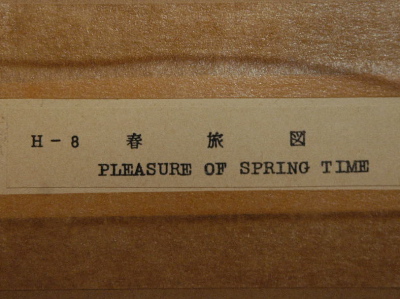 H-8 春旅図
PLEASURE OF SPRING TIME